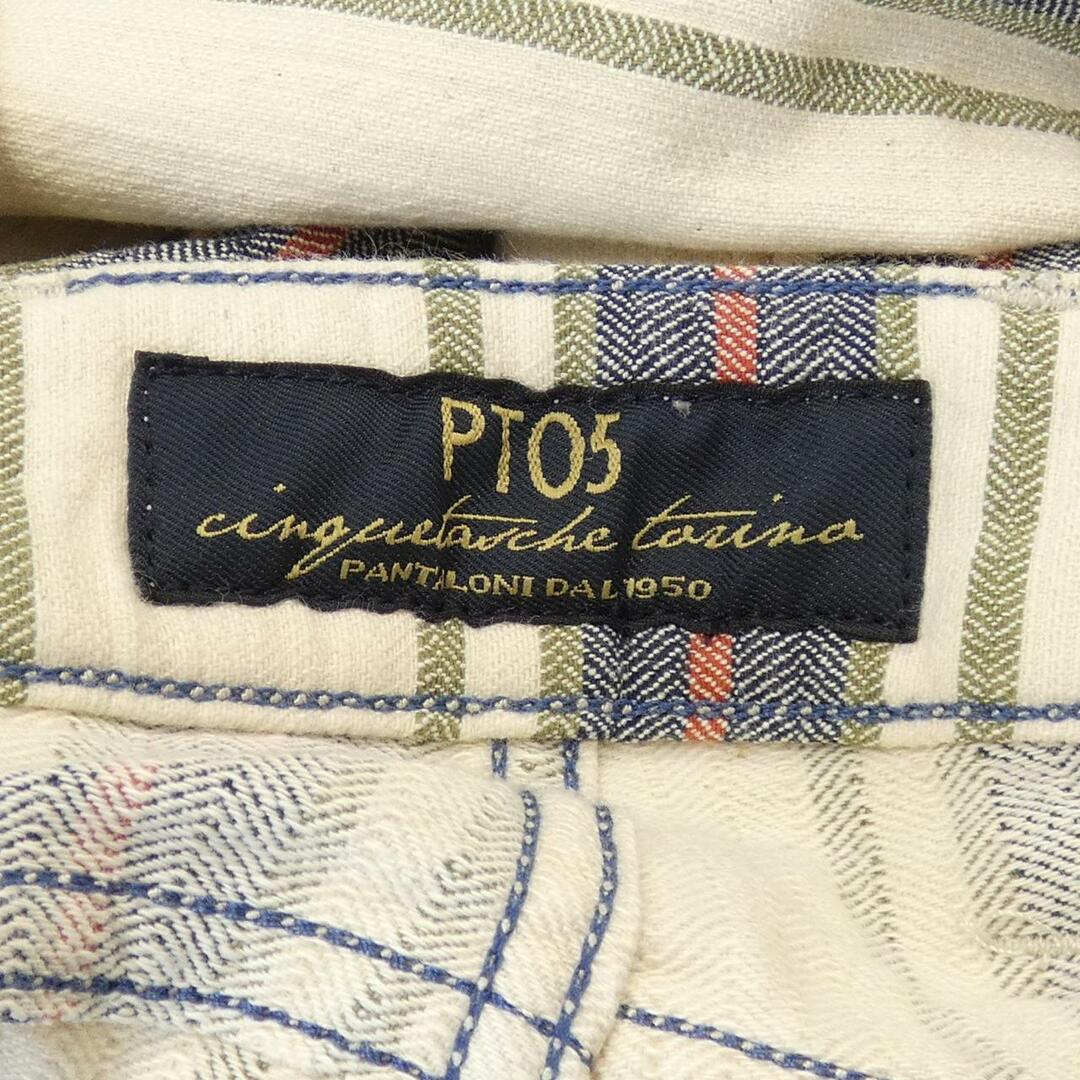 PT05
cinquetasche torino
PANTALONI DAL 1950